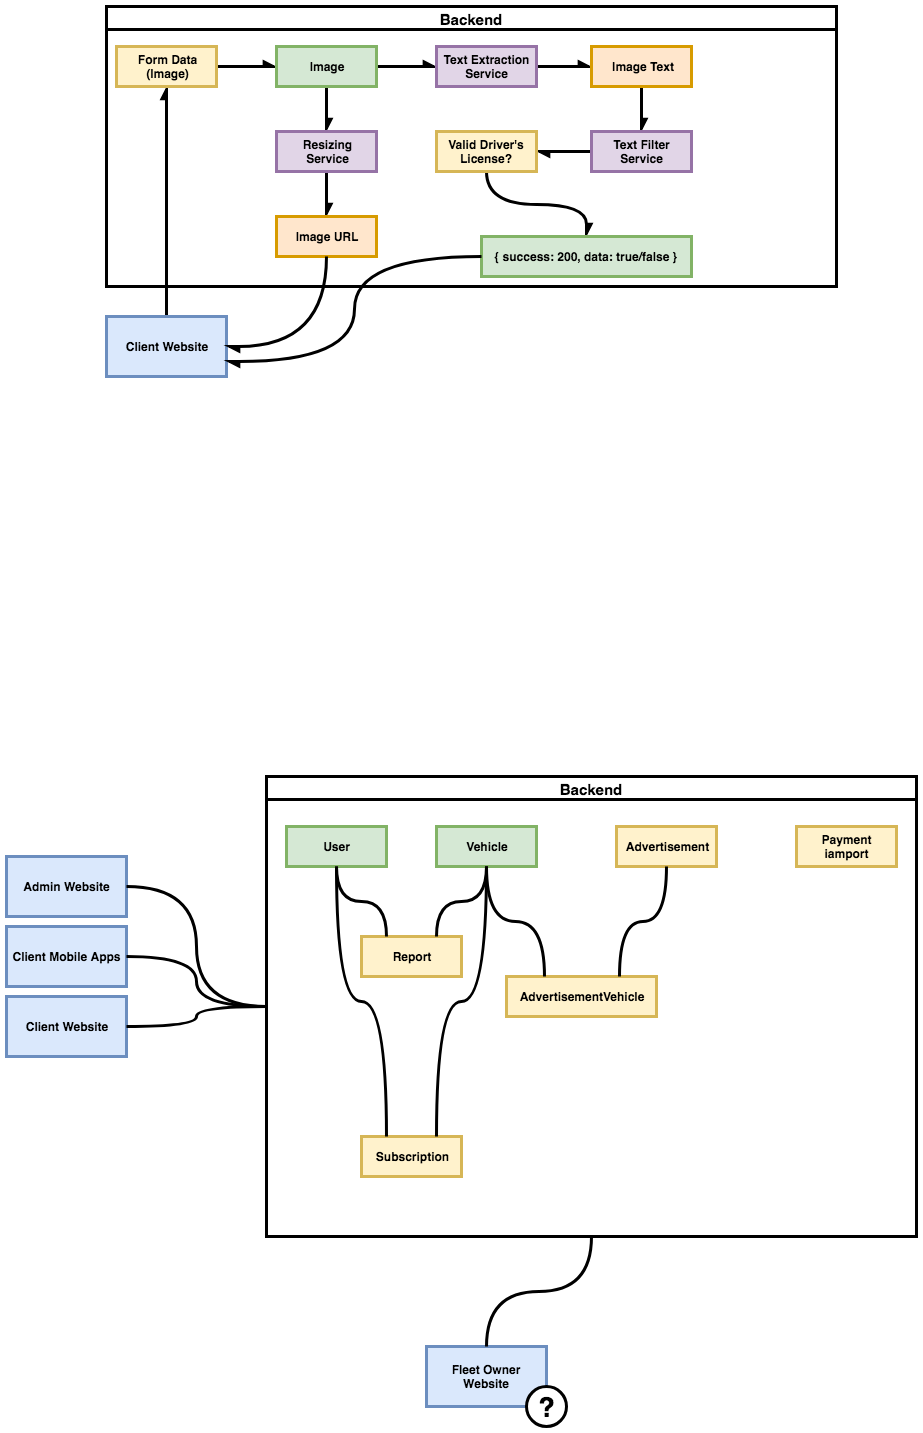 Backend
Form Data
(Image)
Image
Text Extraction
Service
Image Text
Resizing
Service
Valid Driver's
License?
Text Filter
Service
Image URL
{ success: 200, data: true/false }
Client Website
Backend
User
Vehicle
Advertisement
Payment
iamport
Admin Website
Client Mobile Apps
Client Website
Report
AdvertisementVehicle
Subscription
Fleet Owner
Website
?